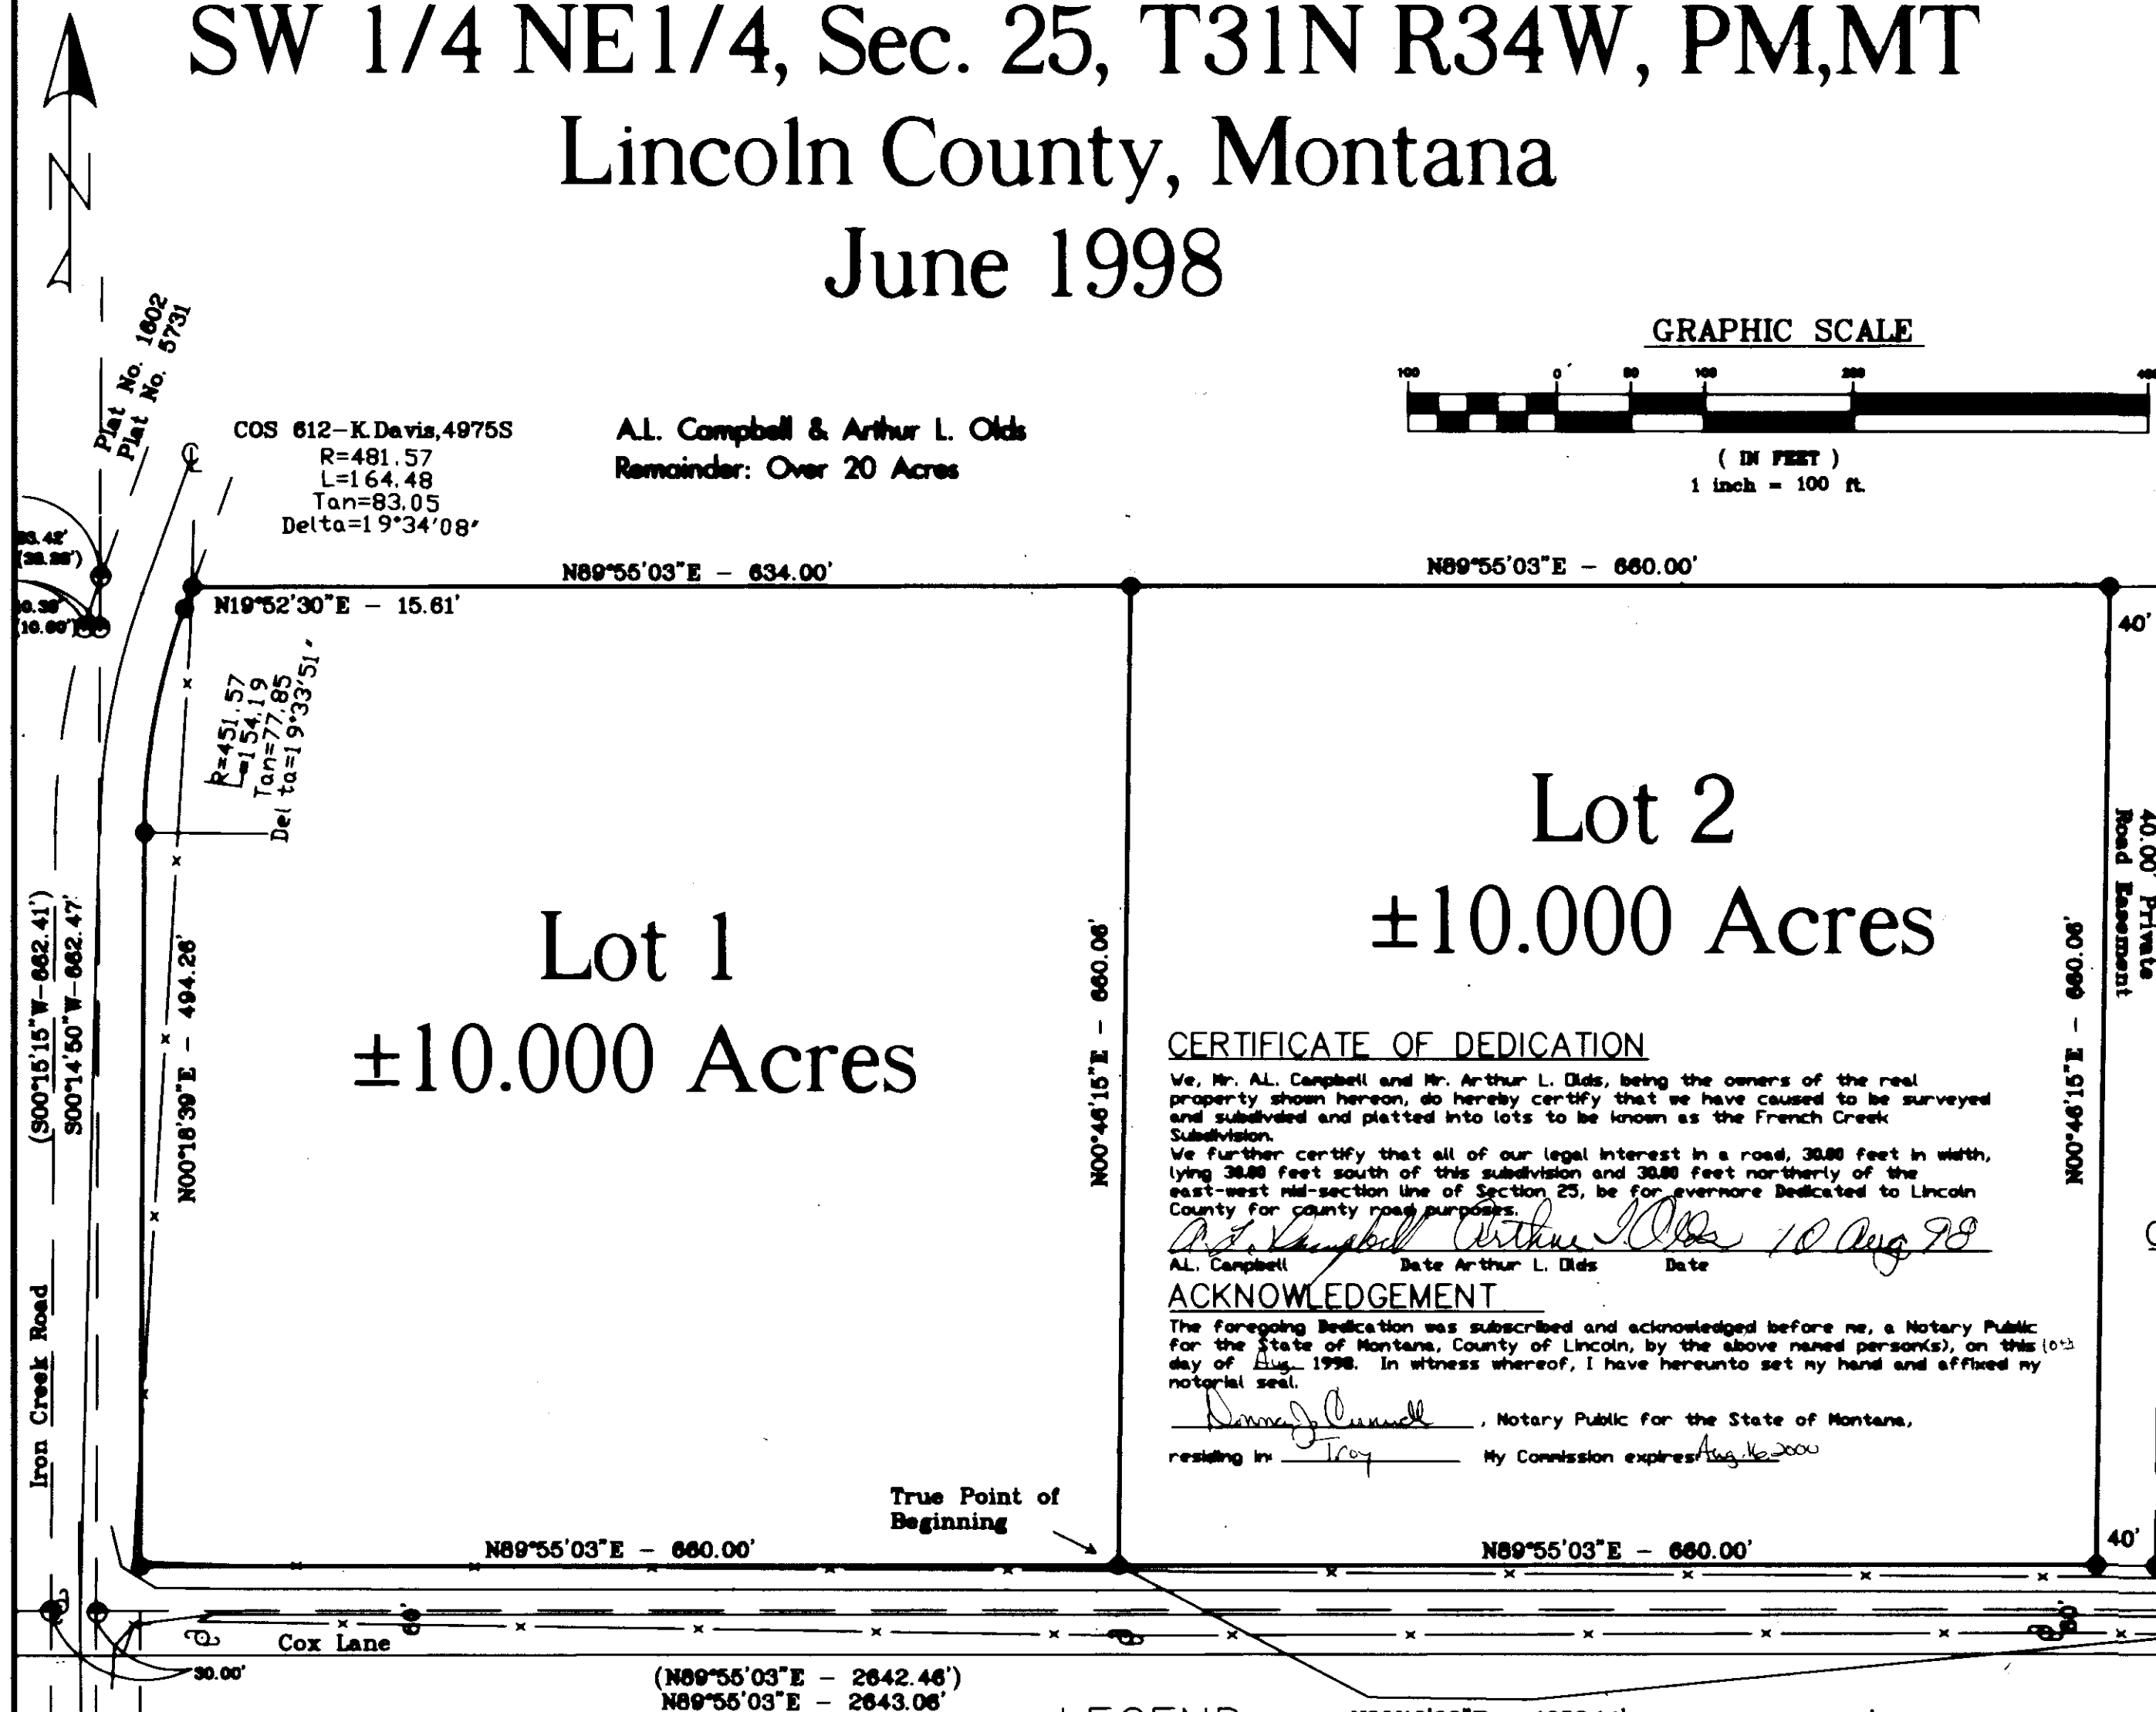 SW 1/4 NE1/4, Sec. 25, T31N R34W, PM,MT
Lincoln County, Montana
June 1998
N
Plat No. 1602
Plat No. 5731
GRAPHIC SCALE
100 0 50 100 200
( IN FEET )
1 inch = 100 ft.
COS 612-K.Davis,4975S
R=481.57
L=164.48
Tan=83.05
Delta=19°34'08"
A.L. Campbell & Arthur L. Olds
Remainder: Over 20 Acres
N89°55'03"E - 634.00'
N89°55'03"E - 660.00'
N19°52'30"E - 15.61'
40'
R=451.57
L=154.19
Tan=77.85
Delta=19°33'51"
Lot 1
±10.000 Acres
Lot 2
±10.000 Acres
40.00' Private
Road Easement
(S00°15'15"W-662.41')
S00°14'50"W-662.47'
N00°18'39"E - 494.26'
N00°46'15"E - 660.06'
N00°46'15"E - 660.06'
Iron Creek Road
CERTIFICATE OF DEDICATION
We, Mr. A.L. Campbell and Mr. Arthur L. Olds, being the owners of the real
property shown hereon, do hereby certify that we have caused to be surveyed
and subdivded and platted into lots to be known as the French Creek
Subdivision.
We further certify that all of our legal interest in a road, 30.00 feet in width,
lying 30.00 feet south of this subdivision and 30.00 feet northerly of the
east-west mid-section line of Section 25, be for evermore Dedicated to Lincoln
County for county road purposes.
A.L. Campbell Arthur L. Olds 10 Aug 98
A.L. Campbell Date Arthur L. Olds Date
ACKNOWLEDGEMENT
The foregoing Dedication was subscribed and acknowledged before me, a Notary Public
for the State of Montana, County of Lincoln, by the above named person(s), on this 10th
day of Aug 1998. In witness whereof, I have hereunto set my hand and affixed my
notorial seal.
, Notary Public for the State of Montana,
residing in: Troy My Commission expires Aug. 16 2000
True Point of
Beginning
N89°55'03"E - 660.00'
N89°55'03"E - 660.00'
40'
60'
60'
Cox Lane
30.00'
(N89°55'03"E - 2642.46')
N89°55'03"E - 2643.06'